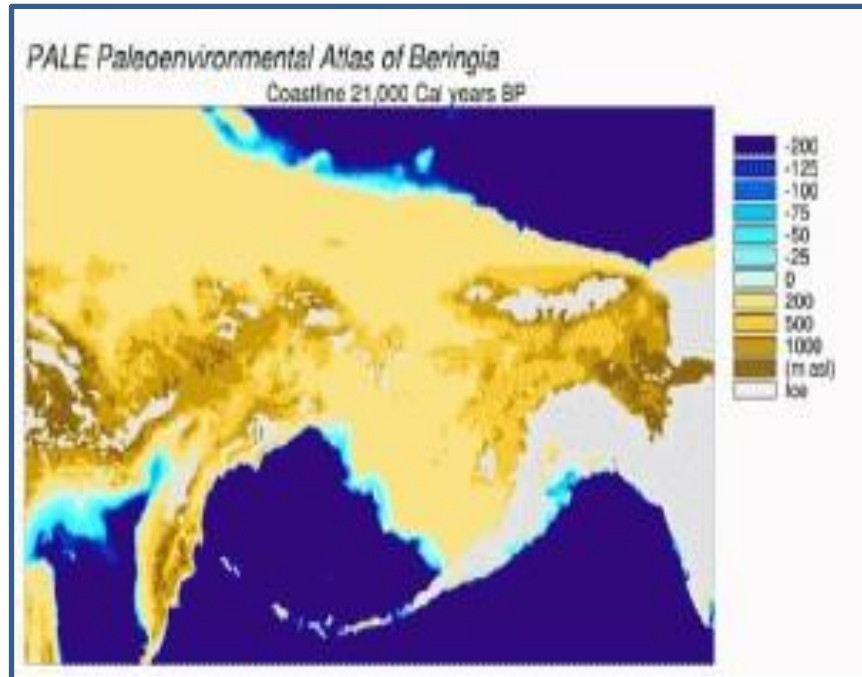 PALE Paleoenvironmental Atlas of Beringia
Coastline 21,000 Cal years BP
-200
-125
-100
-75
-50
-25
0
200
500
1000
(m asl)
Ice